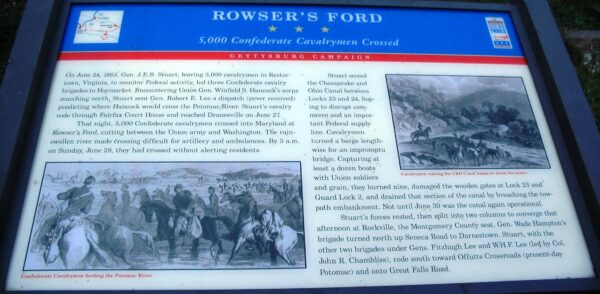 ROWSER'S FORD
5,000 Confederate Cavalrymen Crossed
GETTYSBURG CAMPAIGN
On June 24, 1863, Gen. J.E.B. Stuart, leaving 3,000 cavalrymen in Rector-
town, Virginia, to monitor Federal activity, led three Confederate cavalry
brigades to Haymarket. Encountering Union Gen. Winfield S. Hancock's corps
marching north, Stuart sent Gen. Robert E. Lee a dispatch (never received)
predicting where Hancock would cross the Potomac River. Stuart's cavalry
rode through Fairfax Court House and reached Dranesville on June 27.
That night, 5,000 Confederate cavalrymen crossed into Maryland at
Rowser's Ford, cutting between the Union army and Washington. The rain-
swollen river made crossing difficult for artillery and ambulances. By 3 a.m.
on Sunday, June 28, they had crossed without alerting residents.
Confederate Cavalrymen fording the Potomac River.
Stuart seized
the Chesapeake and
Ohio Canal between
Locks 23 and 24, hop-
ing to disrupt com-
merce and an impor-
tant Federal supply
line. Cavalrymen
turned a barge length-
wise for an impromptu
bridge. Capturing at
least a dozen boats
with Union soldiers
and grain, they burned nine, damaged the wooden gates at Lock 23 and
Guard Lock 2, and drained that section of the canal by breaching the tow-
path embankment. Not until June 30 was the canal again operational.
Stuart's forces rested, then split into two columns to converge that
afternoon at Rockville, the Montgomery County seat. Gen. Wade Hampton's
brigade turned north up Seneca Road to Darnestown. Stuart, with the
other two brigades under Gens. Fitzhugh Lee and W.H.F. Lee (led by Col.
John R. Chambliss), rode south toward Offutts Crossroads (present-day
Potomac) and onto Great Falls Road.
Cavalrymen cutting the C&O Canal banks to drain the water.
TRAILS